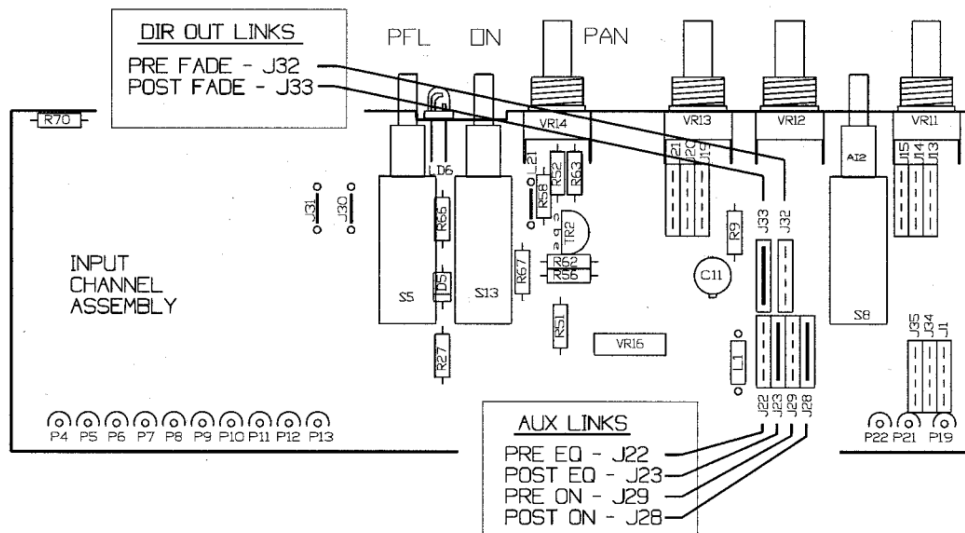 DIR OUT LINKS
PRE FADE - J32
POST FADE - J33
PFL
ON
PAN
R70
VR14
VR13
VR12
VR11
LD6
L21
R58
R52
R63
J21
J20
J19
AI2
J15
J14
J13
J31
J30
R66
TR2
e b c
J33
J32
R9
INPUT
CHANNEL
ASSEMBLY
S5
D5
S13
R67
R62
R56
C11
S8
R27
R51
VR16
L1
J35
J34
J1
J22
J23
J29
J28
P4
P5
P6
P7
P8
P9
P10
P11
P12
P13
P22
P21
P19
AUX LINKS
PRE EQ - J22
POST EQ - J23
PRE ON - J29
POST ON - J28